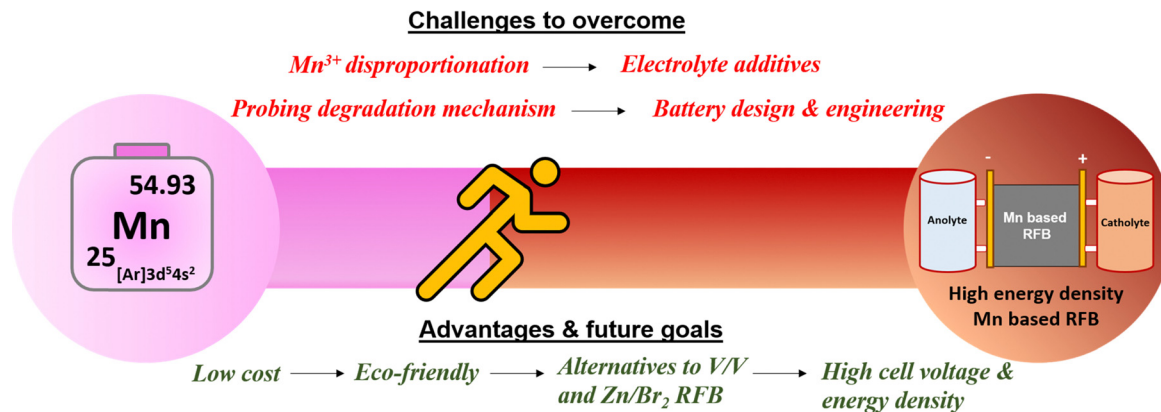 Challenges to overcome
Mn³⁺ disproportionation → Electrolyte additives
Probing degradation mechanism → Battery design & engineering
54.93
Mn
25
[Ar]3d⁵4s²
- +
Anolyte
Mn based
RFB
Catholyte
High energy density
Mn based RFB
Advantages & future goals
Low cost → Eco-friendly → Alternatives to V/V
and Zn/Br₂ RFB → High cell voltage &
energy density